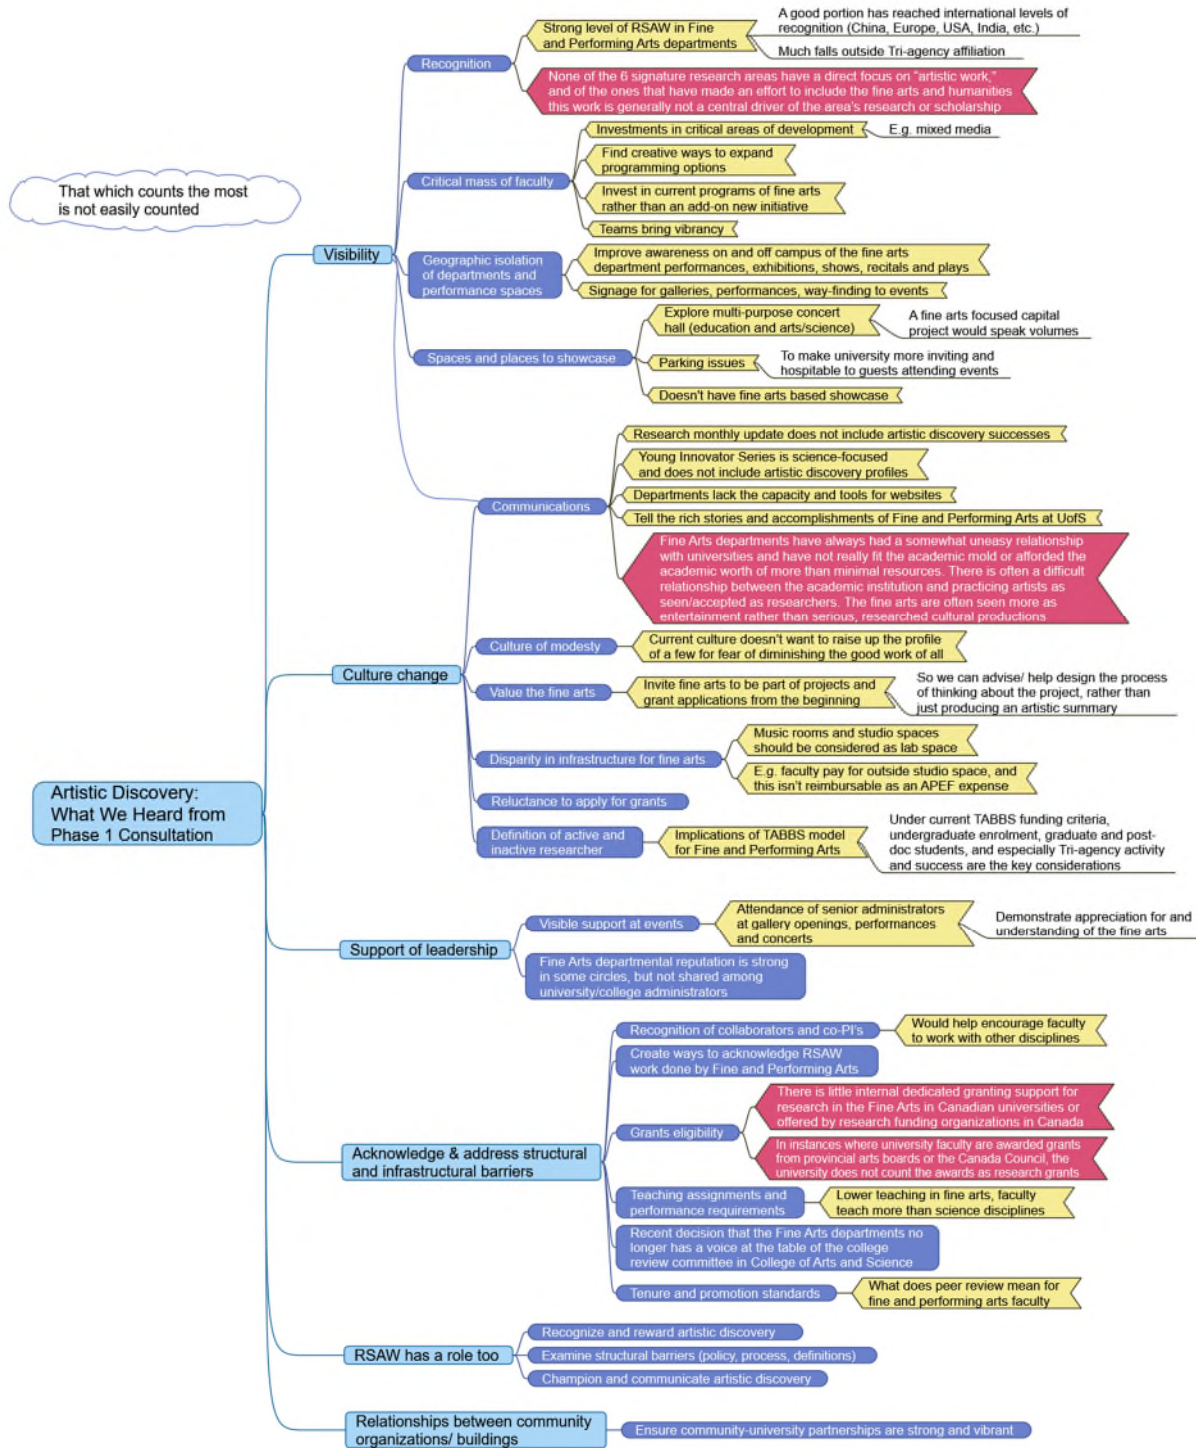 Strong level of RSAW in Fine
and Performing Arts departments
A good portion has reached international levels of
recognition (China, Europe, USA, India, etc.)
Much falls outside Tri-agency affiliation
Recognition
None of the 6 signature research areas have a direct focus on "artistic work,"
and of the ones that have made an effort to include the fine arts and humanities
this work is generally not a central driver of the area's research or scholarship
Investments in critical areas of development
E.g. mixed media
Find creative ways to expand
programming options
Critical mass of faculty
Invest in current programs of fine arts
rather than an add-on new initiative
Teams bring vibrancy
That which counts the most
is not easily counted
Visibility
Geographic isolation
of departments and
performance spaces
Improve awareness on and off campus of the fine arts
department performances, exhibitions, shows, recitals and plays
Signage for galleries, performances, way-finding to events
Explore multi-purpose concert
hall (education and arts/science)
A fine arts focused capital
project would speak volumes
Spaces and places to showcase
Parking issues
To make university more inviting and
hospitable to guests attending events
Doesn't have fine arts based showcase
Research monthly update does not include artistic discovery successes
Young Innovator Series is science-focused
and does not include artistic discovery profiles
Communications
Departments lack the capacity and tools for websites
Tell the rich stories and accomplishments of Fine and Performing Arts at UofS
Fine Arts departments have always had a somewhat uneasy relationship
with universities and have not really fit the academic mold or afforded the
academic worth of more than minimal resources. There is often a difficult
relationship between the academic institution and practicing artists as
seen/accepted as researchers. The fine arts are often seen more as
entertainment rather than serious, researched cultural productions
Culture of modesty
Current culture doesn't want to raise up the profile
of a few for fear of diminishing the good work of all
Culture change
Value the fine arts
Invite fine arts to be part of projects and
grant applications from the beginning
So we can advise/ help design the process
of thinking about the project, rather than
just producing an artistic summary
Disparity in infrastructure for fine arts
Music rooms and studio spaces
should be considered as lab space
E.g. faculty pay for outside studio space, and
this isn't reimbursable as an APEF expense
Reluctance to apply for grants
Definition of active and
inactive researcher
Implications of TABBS model
for Fine and Performing Arts
Under current TABBS funding criteria,
undergraduate enrolment, graduate and post-
doc students, and especially Tri-agency activity
and success are the key considerations
Artistic Discovery:
What We Heard from
Phase 1 Consultation
Support of leadership
Visible support at events
Attendance of senior administrators
at gallery openings, performances
and concerts
Demonstrate appreciation for and
understanding of the fine arts
Fine Arts departmental reputation is strong
in some circles, but not shared among
university/college administrators
Recognition of collaborators and co-PI's
Would help encourage faculty
to work with other disciplines
Create ways to acknowledge RSAW
work done by Fine and Performing Arts
Acknowledge & address structural
and infrastructural barriers
Grants eligibility
There is little internal dedicated granting support for
research in the Fine Arts in Canadian universities or
offered by research funding organizations in Canada
In instances where university faculty are awarded grants
from provincial arts boards or the Canada Council, the
university does not count the awards as research grants
Teaching assignments and
performance requirements
Lower teaching in fine arts, faculty
teach more than science disciplines
Recent decision that the Fine Arts departments no
longer has a voice at the table of the college
review committee in College of Arts and Science
Tenure and promotion standards
What does peer review mean for
fine and performing arts faculty
RSAW has a role too
Recognize and reward artistic discovery
Examine structural barriers (policy, process, definitions)
Champion and communicate artistic discovery
Relationships between community
organizations/ buildings
Ensure community-university partnerships are strong and vibrant